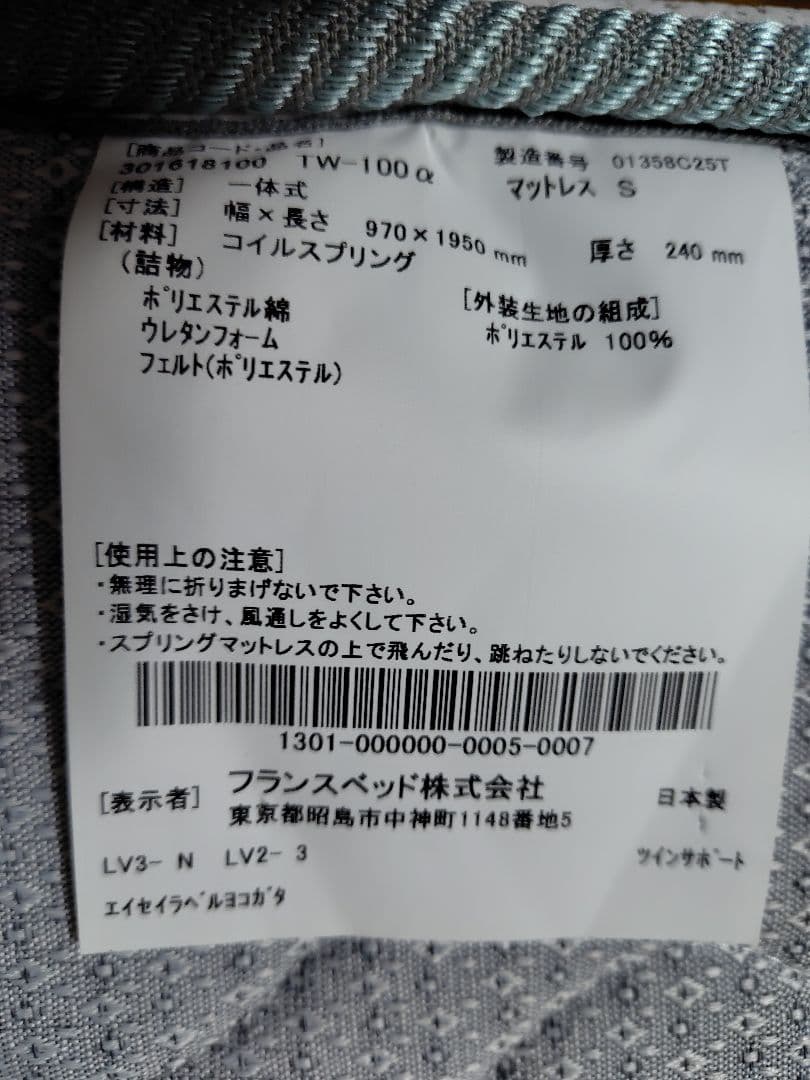 [商品コード・品名] 製造番号 01358C25T
301618100 TW-100α マットレス S
[構造] 一体式
[寸法] 幅×長さ 970×1950 mm 厚さ 240 mm
[材料] コイルスプリング
(詰物)
ポリエステル綿
ウレタンフォーム
フェルト(ポリエステル)
[外装生地の組成]
ポリエステル 100%
[使用上の注意]
・無理に折りまげないで下さい。
・湿気をさけ、風通しをよくして下さい。
・スプリングマットレスの上で飛んだり、跳ねたりしないでください。
1301-000000-0005-0007
[表示者] フランスベッド株式会社 日本製
東京都昭島市中神町1148番地5
LV3- N LV2- 3 ツインサポート
エイセイラベルヨコガタ